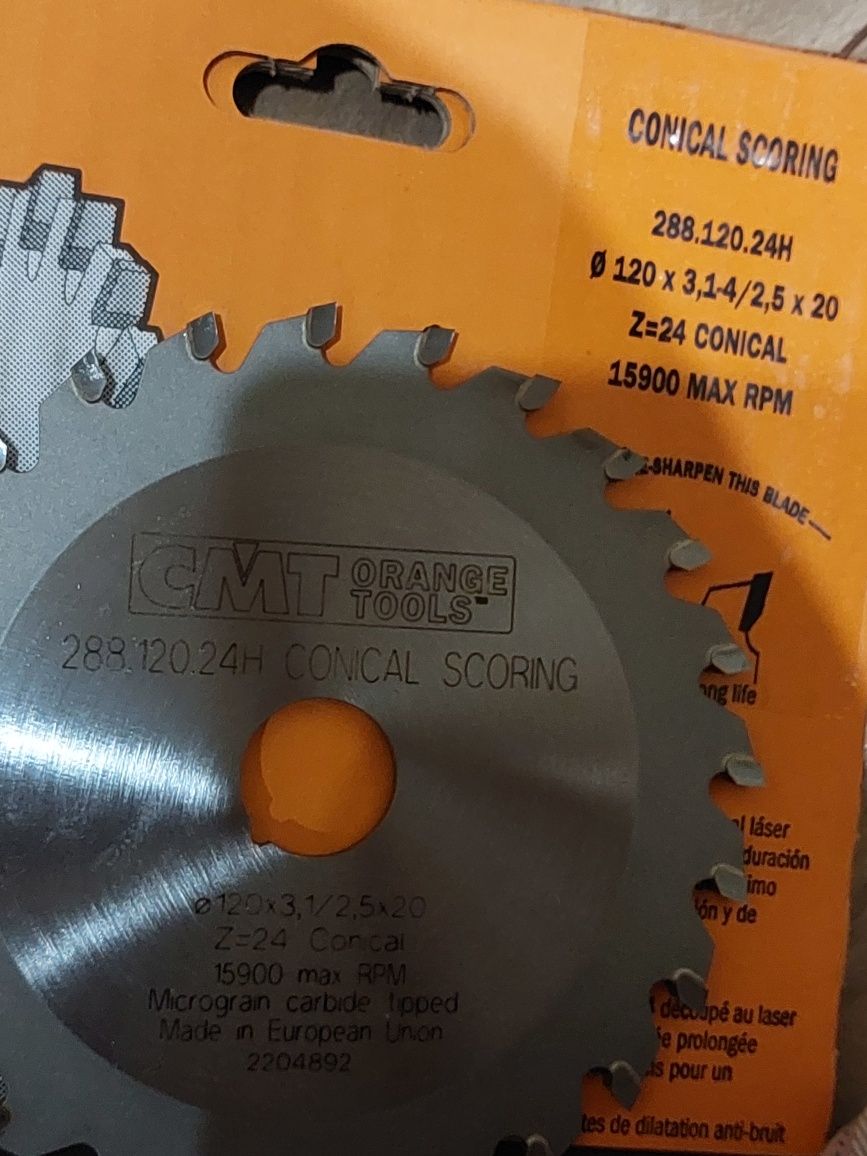 CONICAL SCORING
288.120.24H
Ø 120 x 3,1-4/2,5 x 20
Z=24 CONICAL
15900 MAX RPM
SHARPEN THIS BLADE
CMT ORANGE TOOLS™
288.120.24H CONICAL SCORING
long life
láser
duración
ón y de
ø120x3,1/2,5x20
Z=24 Conical
15900 max RPM
Micrograin carbide tipped
Made in European Union
2204892
découpé au laser
prolongée
pour un
de dilatation anti-bruit